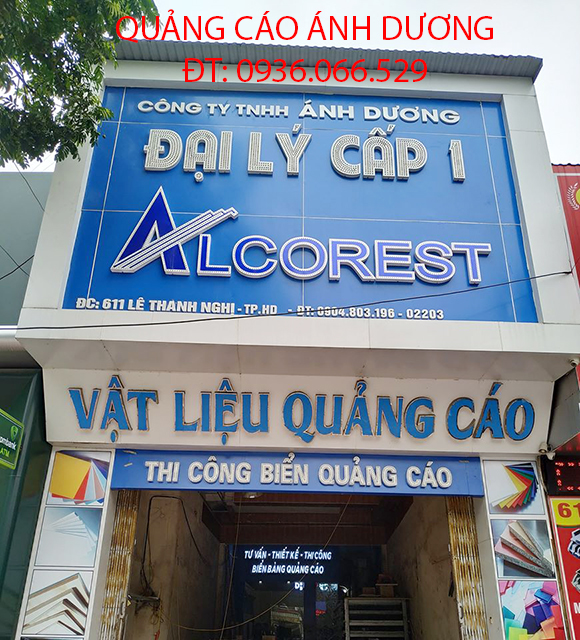 QUẢNG CÁO ÁNH DƯƠNG
ĐT: 0936.066.529
CÔNG TY TNHH ÁNH DƯƠNG
ĐẠI LÝ CẤP 1
ALCOREST
ĐC: 611 LÊ THANH NGHỊ - TP.HD - ĐT: 0904.803.196 - 02203
VẬT LIỆU QUẢNG CÁO
THI CÔNG BIỂN QUẢNG CÁO
TƯ VẤN - THIẾT KẾ - THI CÔNG
BIỂN BẢNG QUẢNG CÁO
ATM
61